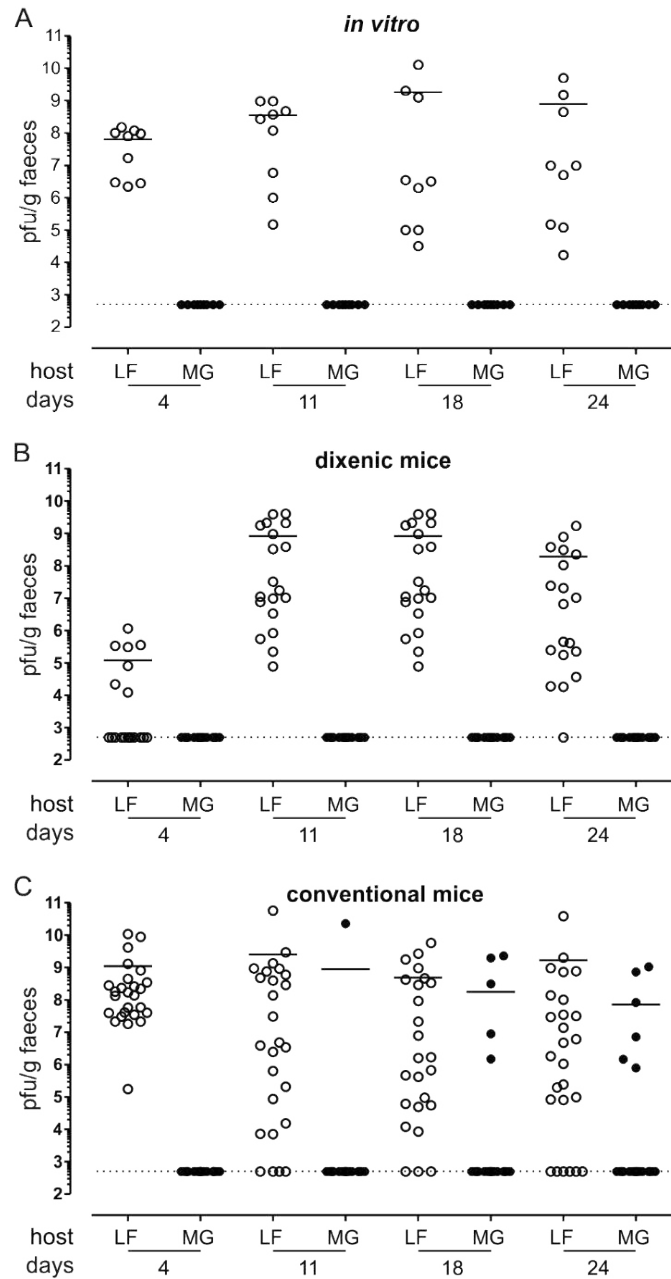 A
in vitro
pfu/g faeces
11
10
9
8
7
6
5
4
3
2
host LF MG LF MG LF MG LF MG
days 4 11 18 24
B
dixenic mice
pfu/g faeces
11
10
9
8
7
6
5
4
3
2
host LF MG LF MG LF MG LF MG
days 4 11 18 24
C
conventional mice
pfu/g faeces
11
10
9
8
7
6
5
4
3
2
host LF MG LF MG LF MG LF MG
days 4 11 18 24